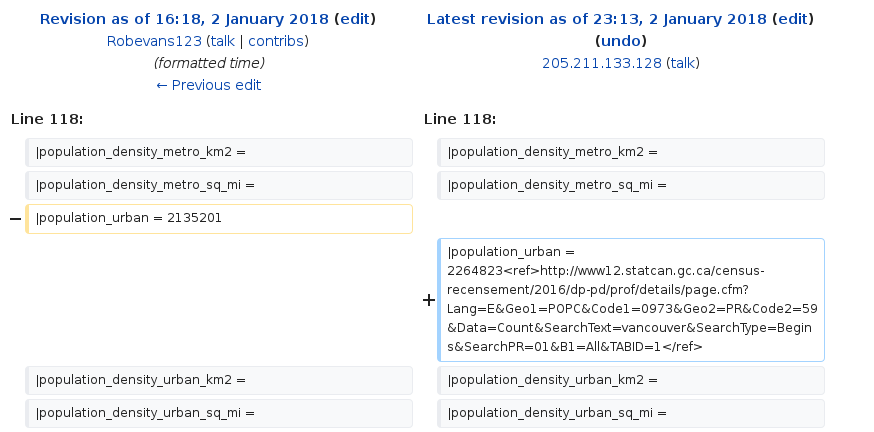 Revision as of 16:18, 2 January 2018 (edit)
Robevans123 (talk | contribs)
(formatted time)
← Previous edit
Latest revision as of 23:13, 2 January 2018 (edit)
(undo)
205.211.133.128 (talk)
Line 118:
Line 118:
|population_density_metro_km2 =
|population_density_metro_km2 =
|population_density_metro_sq_mi =
|population_density_metro_sq_mi =
− |population_urban = 2135201
+ |population_urban =
2264823<ref>http://www12.statcan.gc.ca/census-
recensement/2016/dp-pd/prof/details/page.cfm?
Lang=E&Geo1=POPC&Code1=0973&Geo2=PR&Code2=59
&Data=Count&SearchText=vancouver&SearchType=Begin
s&SearchPR=01&B1=All&TABID=1</ref>
|population_density_urban_km2 =
|population_density_urban_km2 =
|population_density_urban_sq_mi =
|population_density_urban_sq_mi =